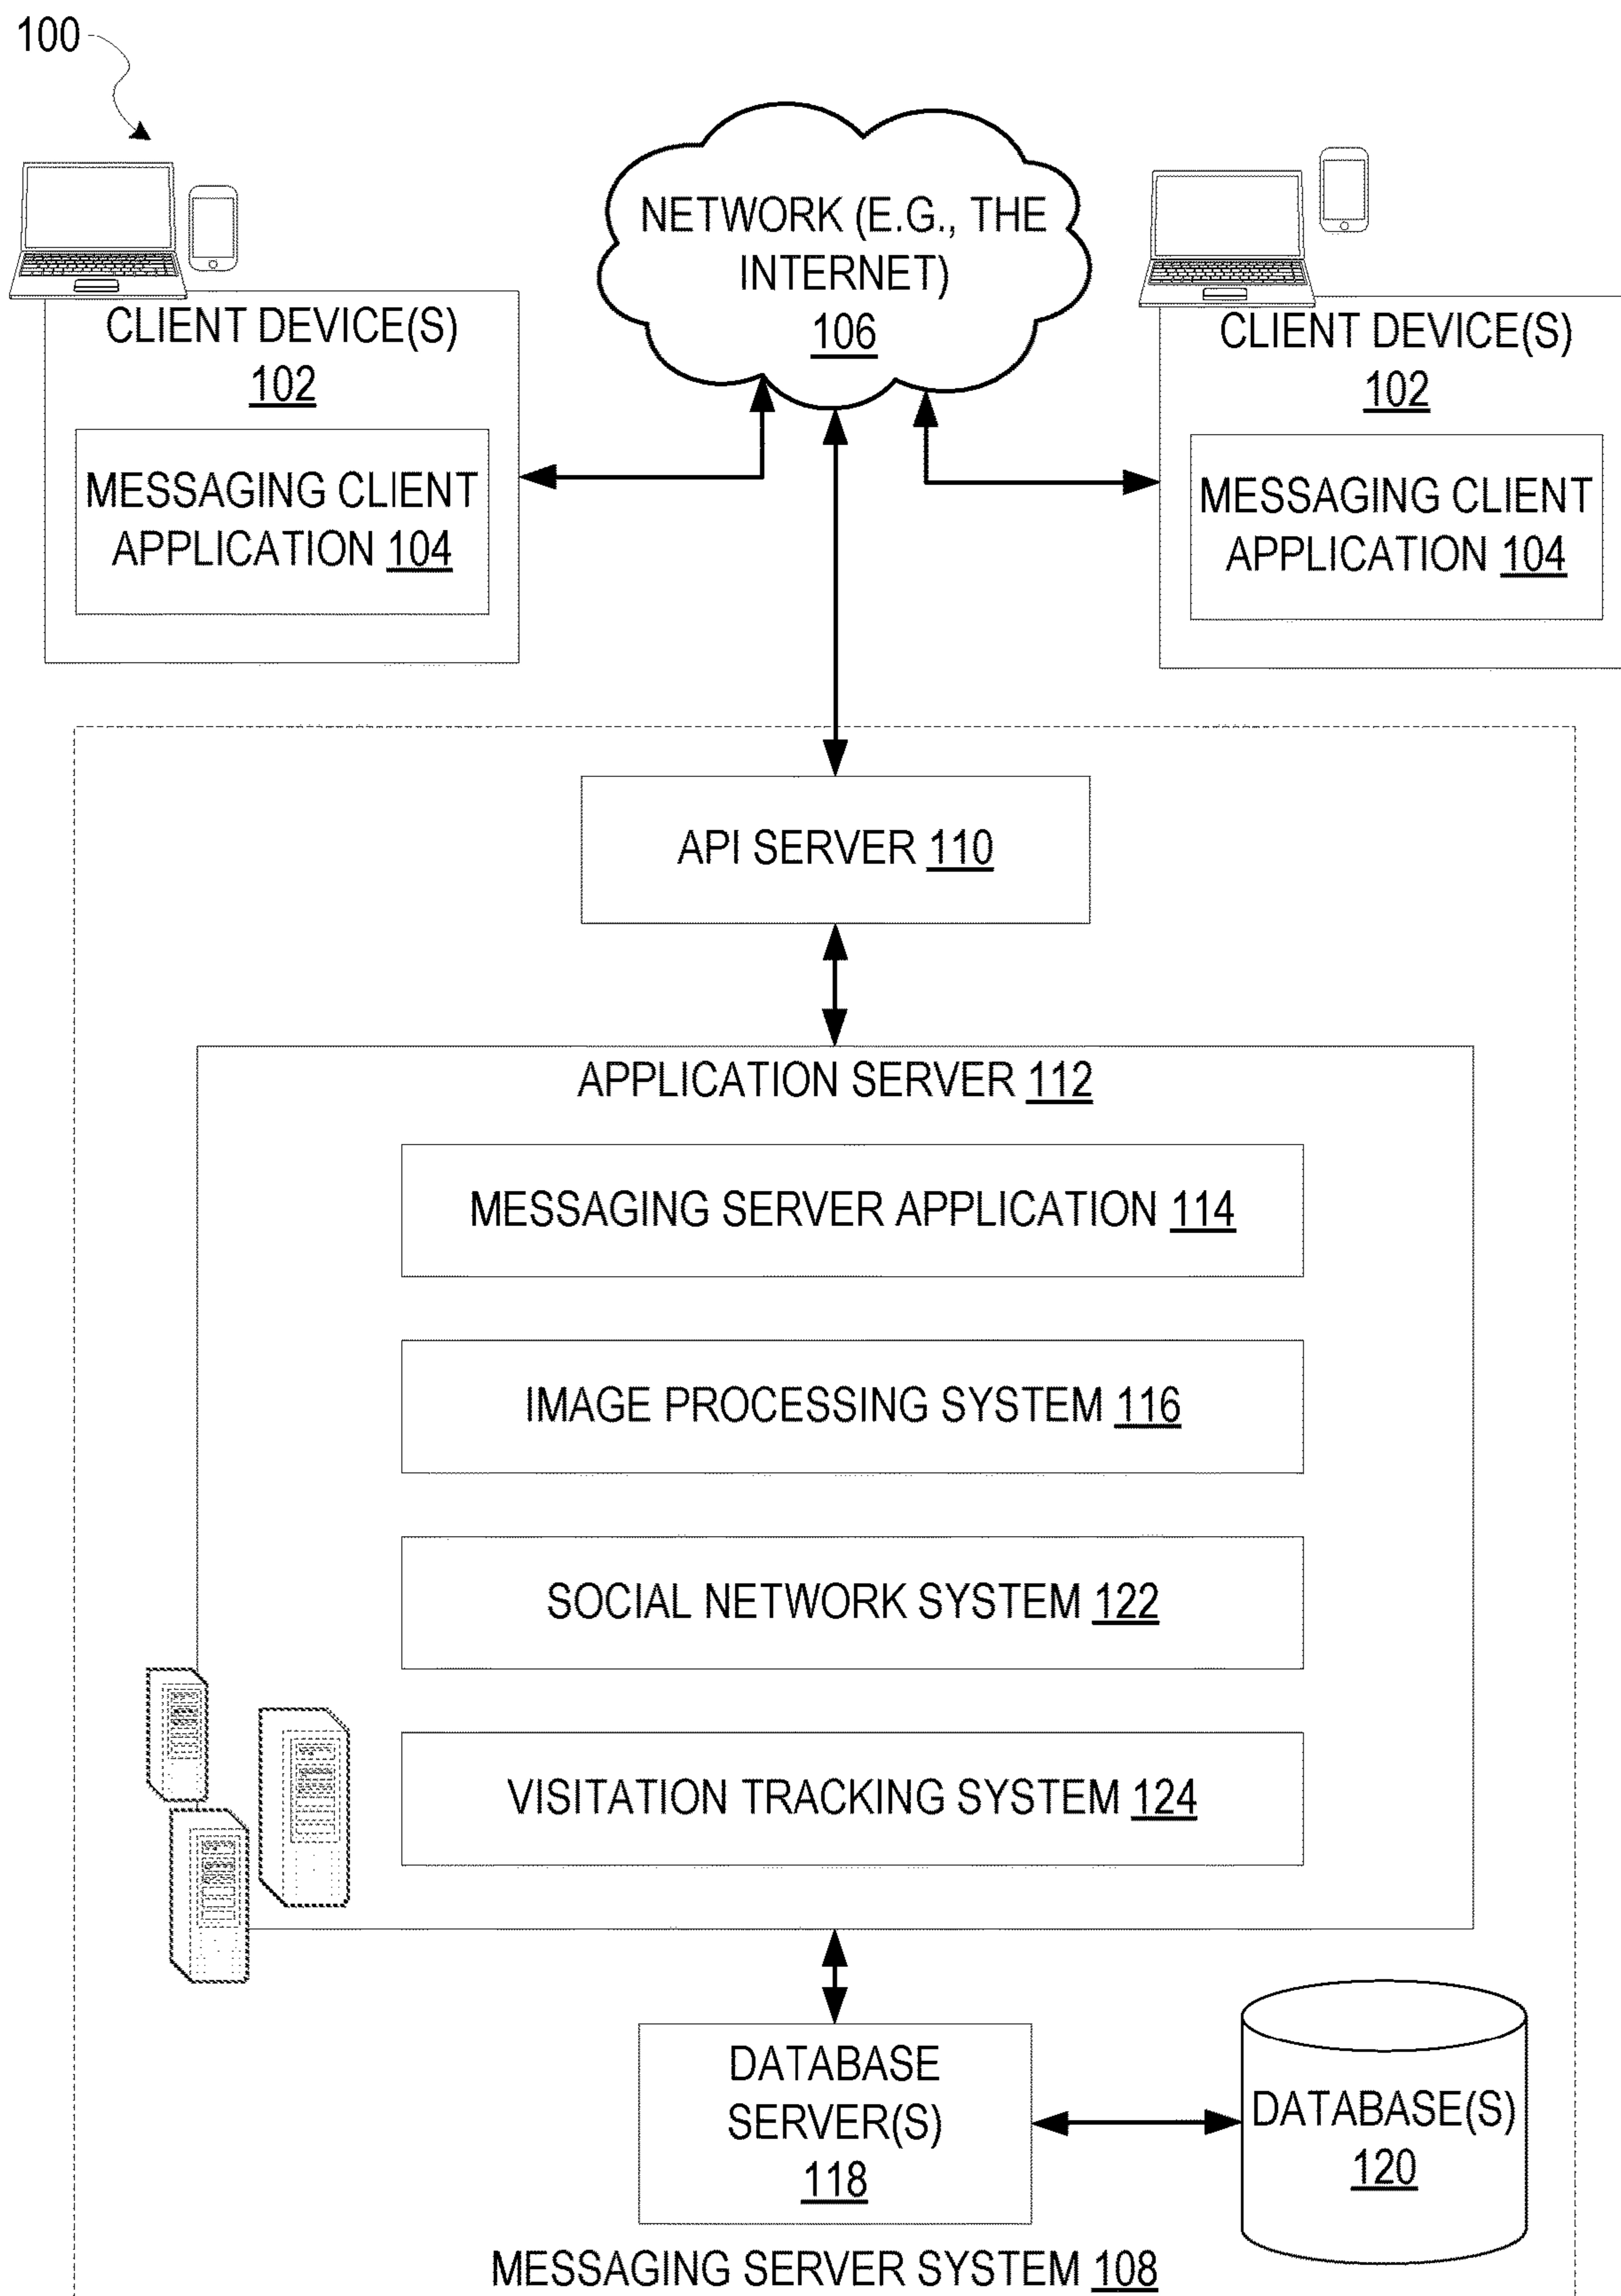 100
NETWORK (E.G., THE
INTERNET)
106
CLIENT DEVICE(S)
102
MESSAGING CLIENT
APPLICATION 104
CLIENT DEVICE(S)
102
MESSAGING CLIENT
APPLICATION 104
API SERVER 110
APPLICATION SERVER 112
MESSAGING SERVER APPLICATION 114
IMAGE PROCESSING SYSTEM 116
SOCIAL NETWORK SYSTEM 122
VISITATION TRACKING SYSTEM 124
DATABASE
SERVER(S)
118
DATABASE(S)
120
MESSAGING SERVER SYSTEM 108